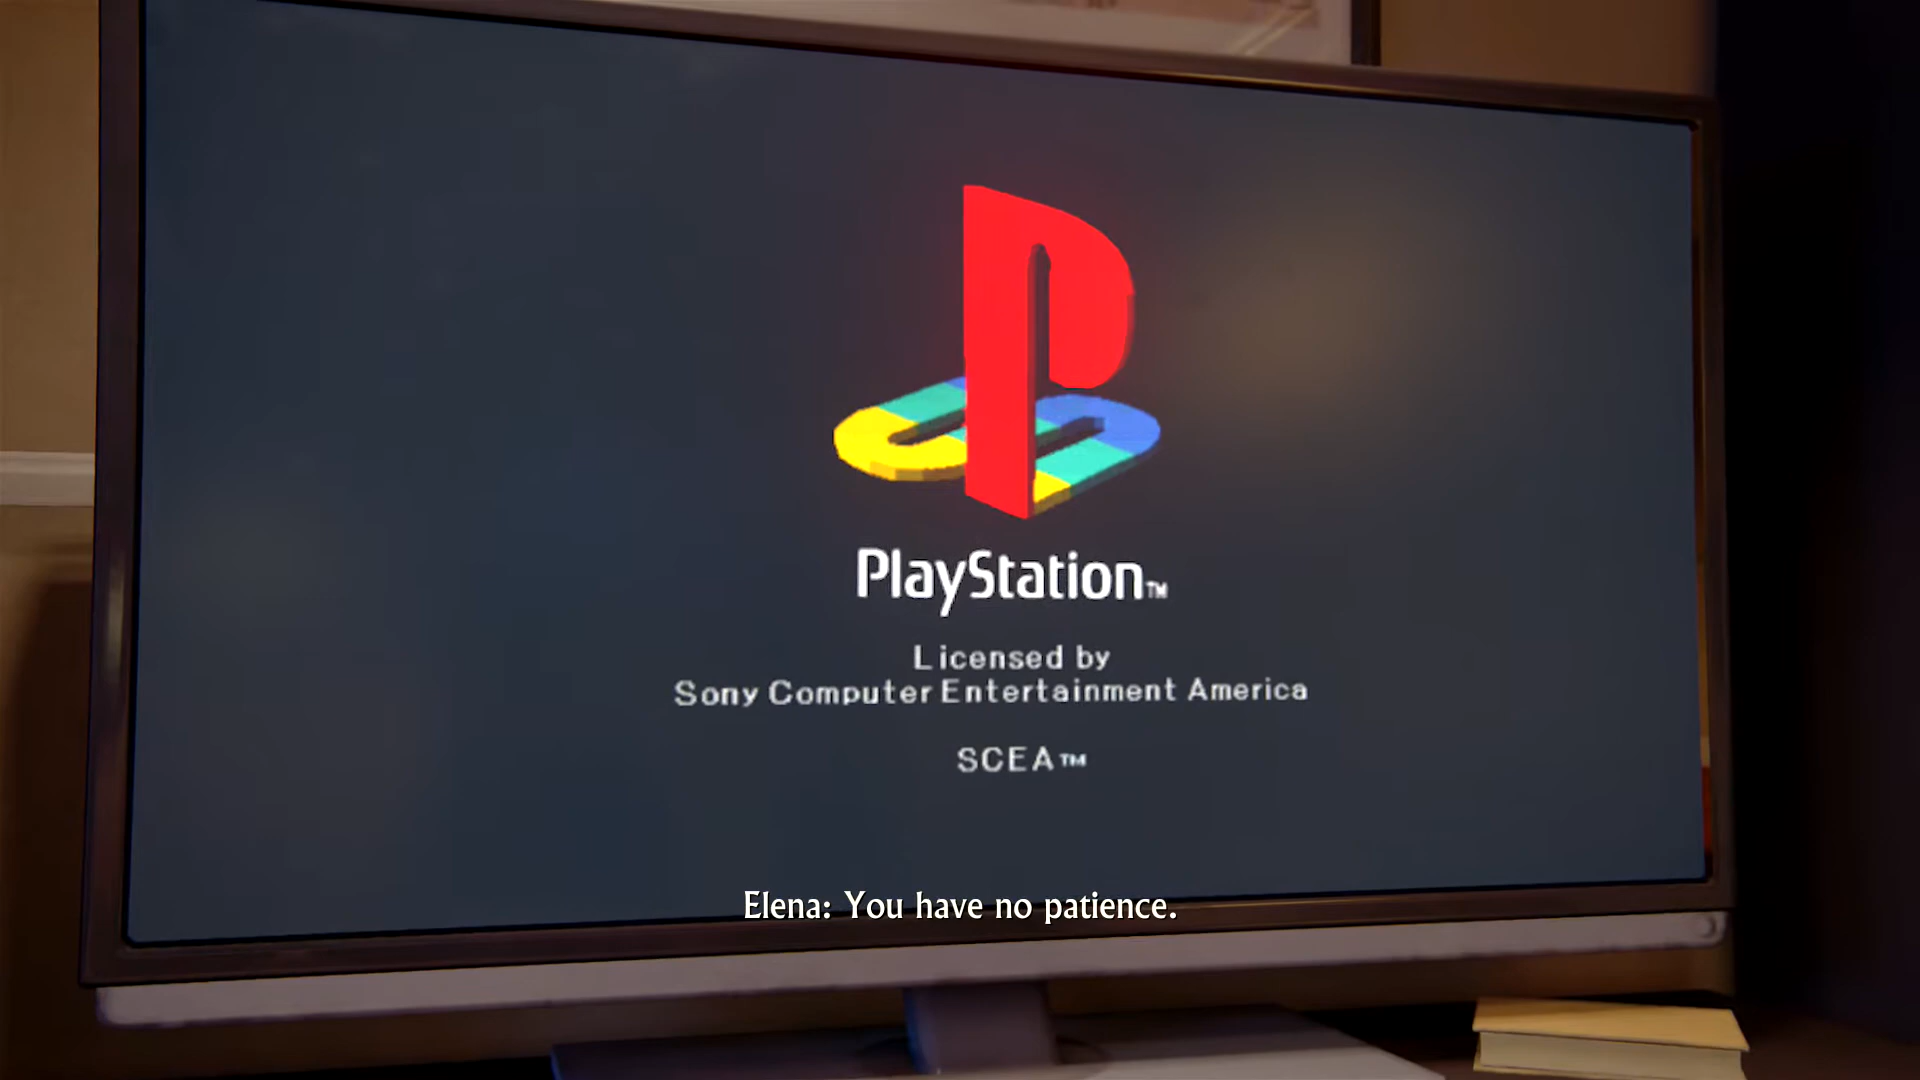 PlayStation™
Licensed by
Sony Computer Entertainment America
SCEA™
Elena: You have no patience.